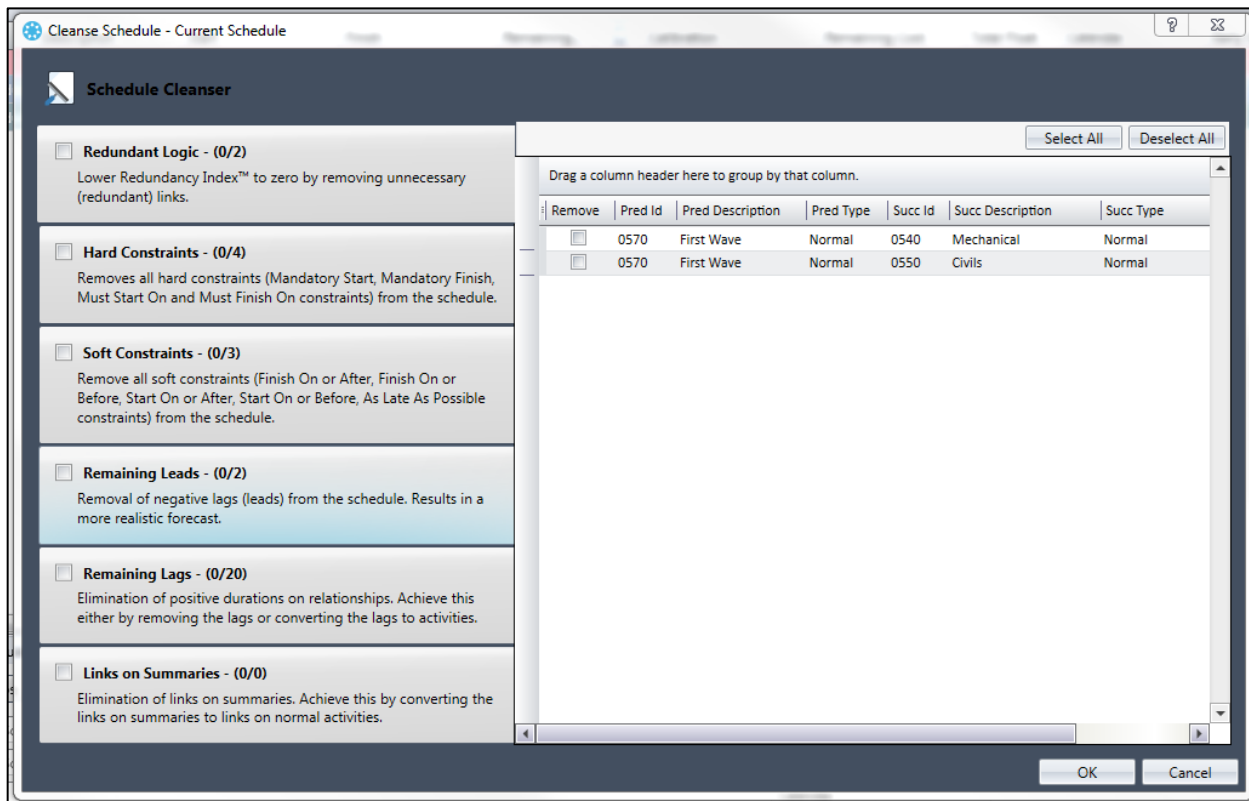 Cleanse Schedule - Current Schedule
Schedule Cleanser
Redundant Logic - (0/2)
Lower Redundancy Index™ to zero by removing unnecessary
(redundant) links.
Hard Constraints - (0/4)
Removes all hard constraints (Mandatory Start, Mandatory Finish,
Must Start On and Must Finish On constraints) from the schedule.
Soft Constraints - (0/3)
Remove all soft constraints (Finish On or After, Finish On or
Before, Start On or After, Start On or Before, As Late As Possible
constraints) from the schedule.
Remaining Leads - (0/2)
Removal of negative lags (leads) from the schedule. Results in a
more realistic forecast.
Remaining Lags - (0/20)
Elimination of positive durations on relationships. Achieve this
either by removing the lags or converting the lags to activities.
Links on Summaries - (0/0)
Elimination of links on summaries. Achieve this by converting the
links on summaries to links on normal activities.
Select All Deselect All
Drag a column header here to group by that column.
Remove Pred Id Pred Description Pred Type Succ Id Succ Description Succ Type
0570 First Wave Normal 0540 Mechanical Normal
0570 First Wave Normal 0550 Civils Normal
OK Cancel